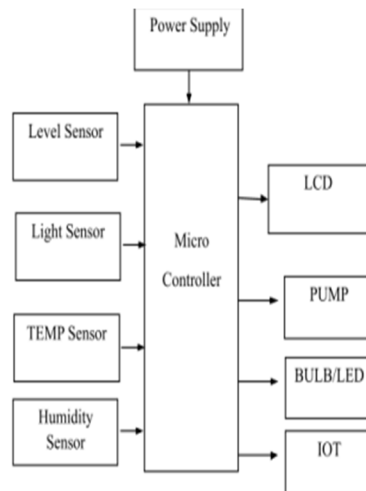 Power Supply
Level Sensor
Light Sensor
TEMP Sensor
Humidity
Sensor
Micro
Controller
LCD
PUMP
BULB/LED
IOT